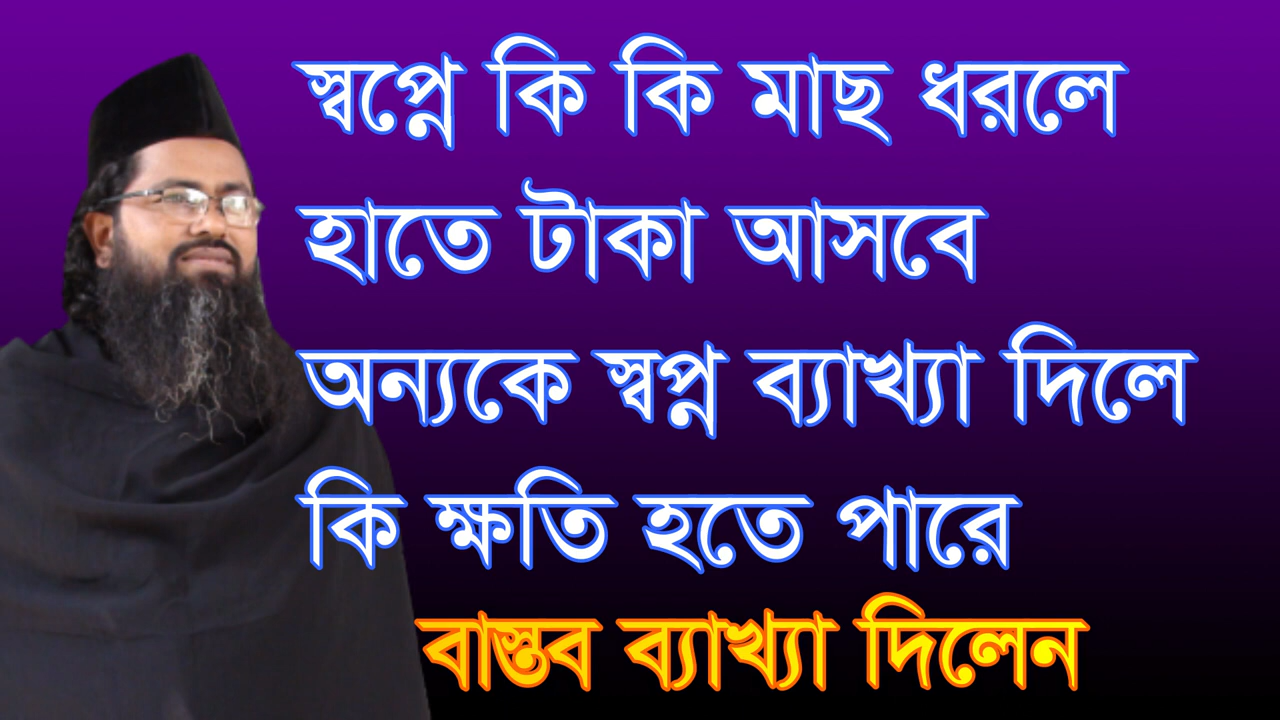 স্বপ্নে কি কি মাছ ধরলে
হাতে টাকা আসবে
অন্যকে স্বপ্ন ব্যাখ্যা দিলে
কি ক্ষতি হতে পারে
বাস্তব ব্যাখ্যা দিলেন